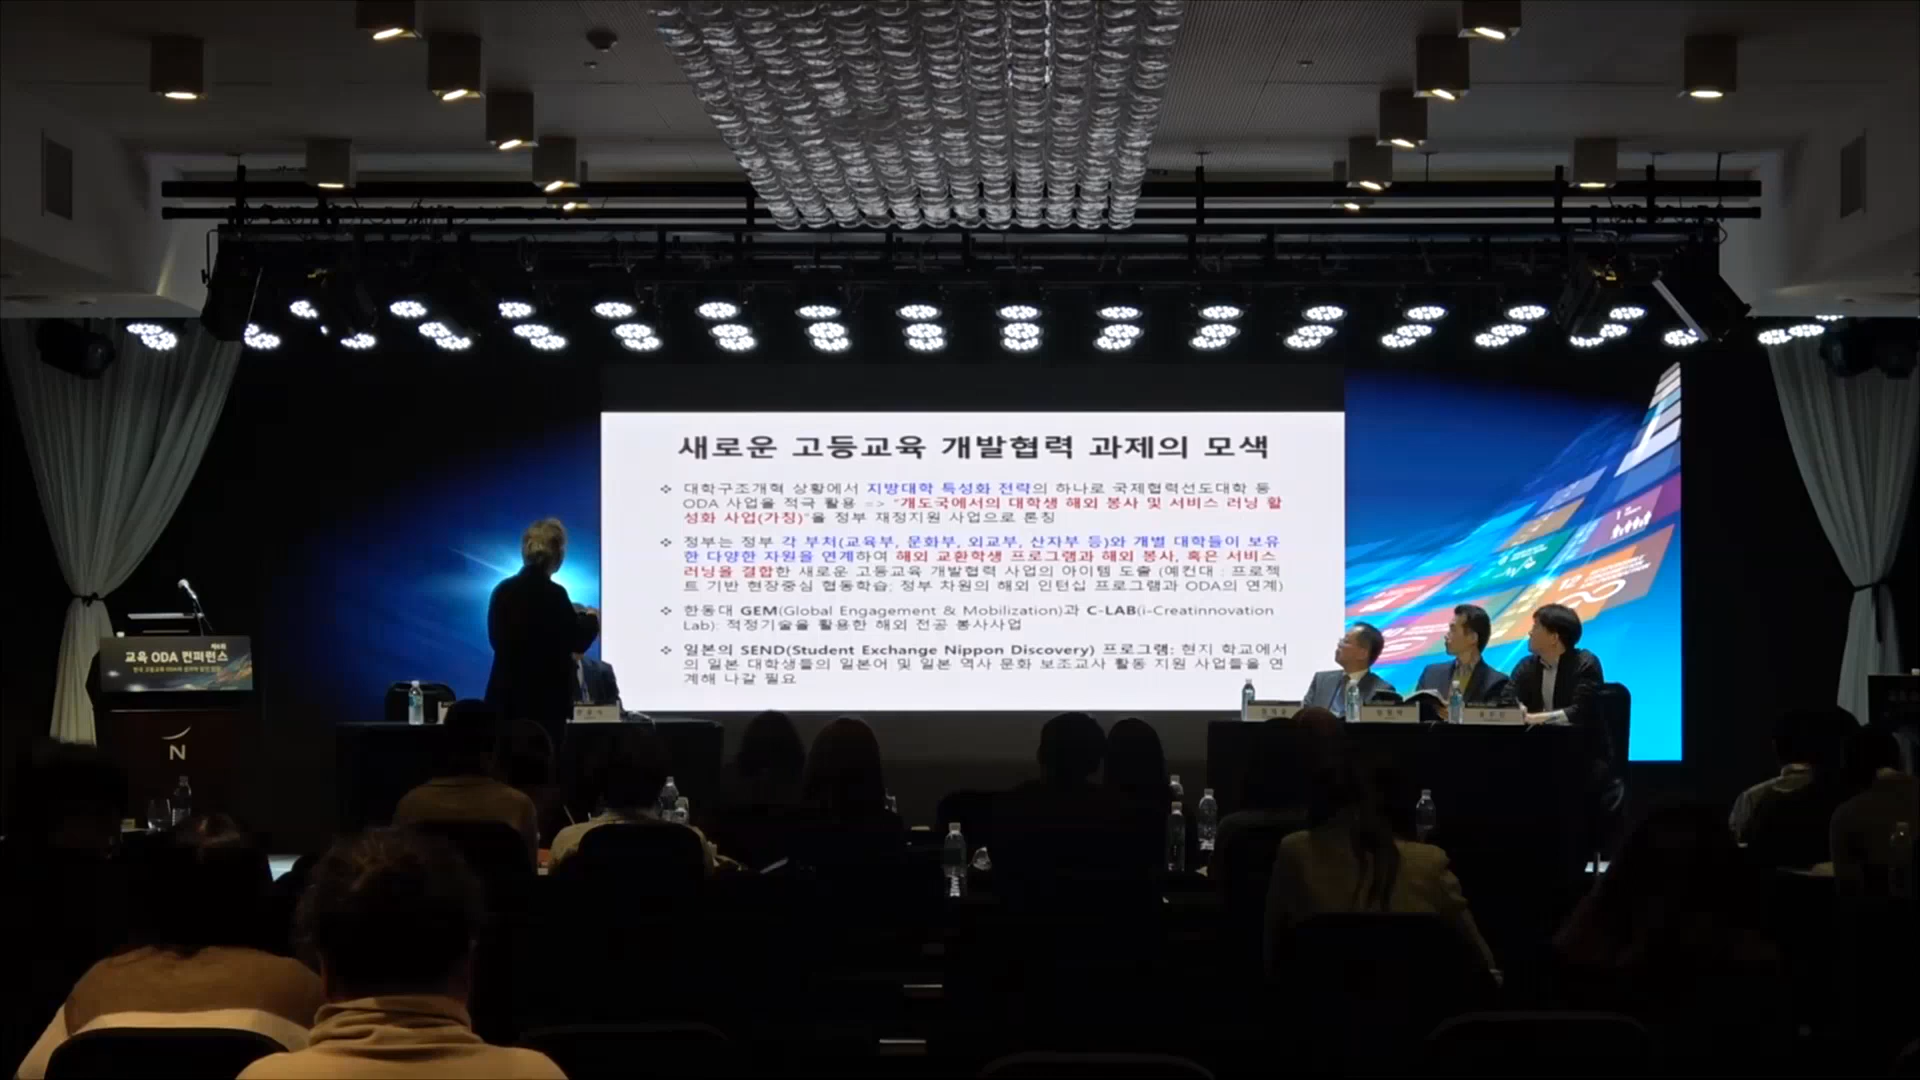 새로운 고등교육 개발협력 과제의 모색
❖ 대학구조개혁 상황에서 지방대학 특성화 전략의 하나로 국제협력선도대학 등
ODA 사업을 적극 활용 => "개도국에서의 대학생 해외 봉사 및 서비스 러닝 활
성화 사업(가칭)"을 정부 재정지원 사업으로 론칭
❖ 정부는 정부 각 부처(교육부, 문화부, 외교부, 산자부 등)와 개별 대학들이 보유
한 다양한 자원을 연계하여 해외 교환학생 프로그램과 해외 봉사, 혹은 서비스
러닝을 결합한 새로운 고등교육 개발협력 사업의 아이템 도출 (예컨대 : 프로젝
트 기반 현장중심 협동학습; 정부 차원의 해외 인턴십 프로그램과 ODA의 연계)
❖ 한동대 GEM(Global Engagement & Mobilization)과 C-LAB(i-Creatinnovation
Lab): 적정기술을 활용한 해외 전공 봉사사업
❖ 일본의 SEND(Student Exchange Nippon Discovery) 프로그램: 현지 학교에서
의 일본 대학생들의 일본어 및 일본 역사 문화 보조교사 활동 지원 사업들을 연
계해 나갈 필요
교육 ODA 컨퍼런스
N
12